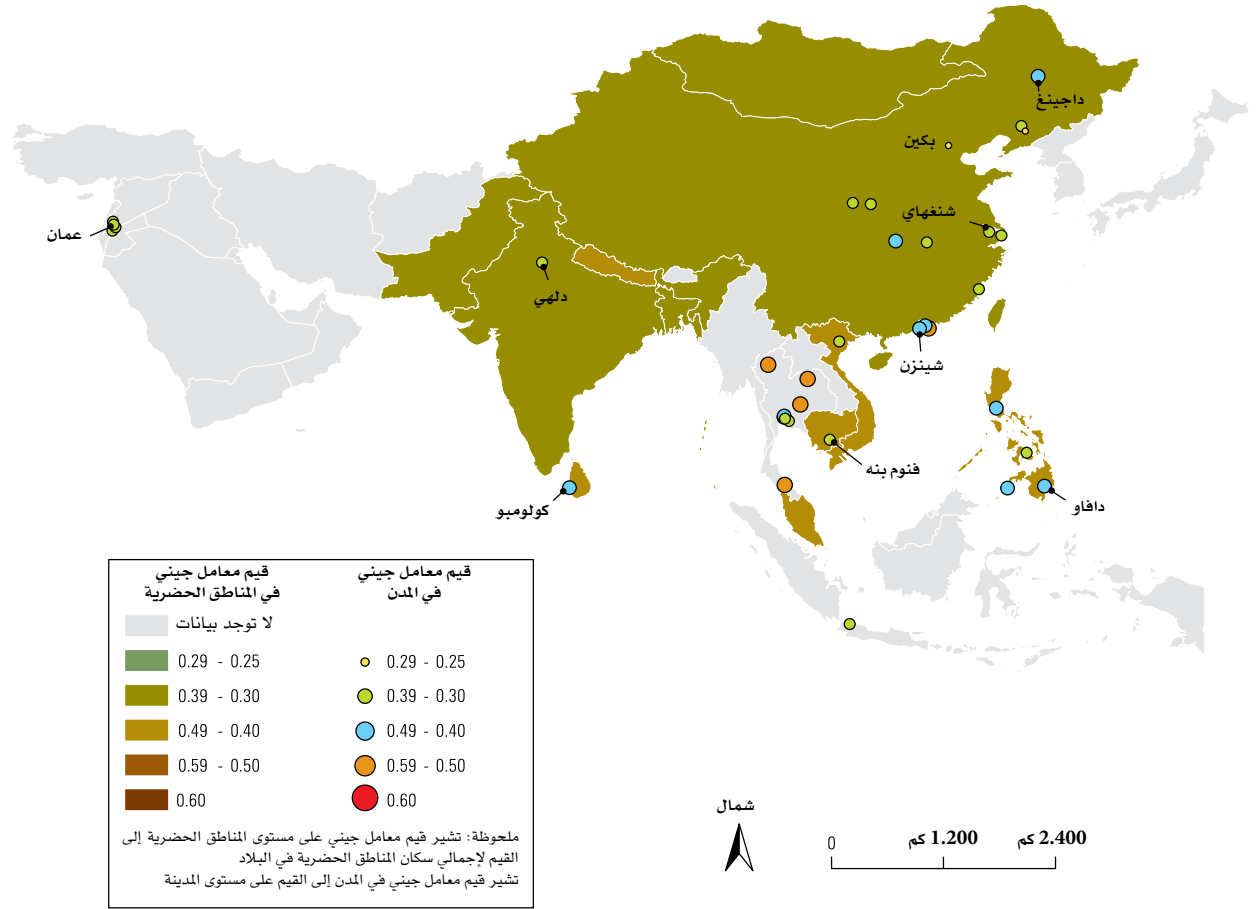 داجينغ
بكين
شنغهاي
عمان
دلهي
شينزن
فنوم بنه
كولومبو
دافاو
قيم معامل جيني
في المناطق الحضرية
قيم معامل جيني
في المدن
لا توجد بيانات
0.25 - 0.29
0.25 - 0.29
0.30 - 0.39
0.30 - 0.39
0.40 - 0.49
0.40 - 0.49
0.50 - 0.59
0.50 - 0.59
0.60
0.60
ملحوظة: تشير قيم معامل جيني على مستوى المناطق الحضرية إلى
القيم لإجمالي سكان المناطق الحضرية في البلاد
تشير قيم معامل جيني في المدن إلى القيم على مستوى المدينة
شمال
0
1.200 كم
2.400 كم